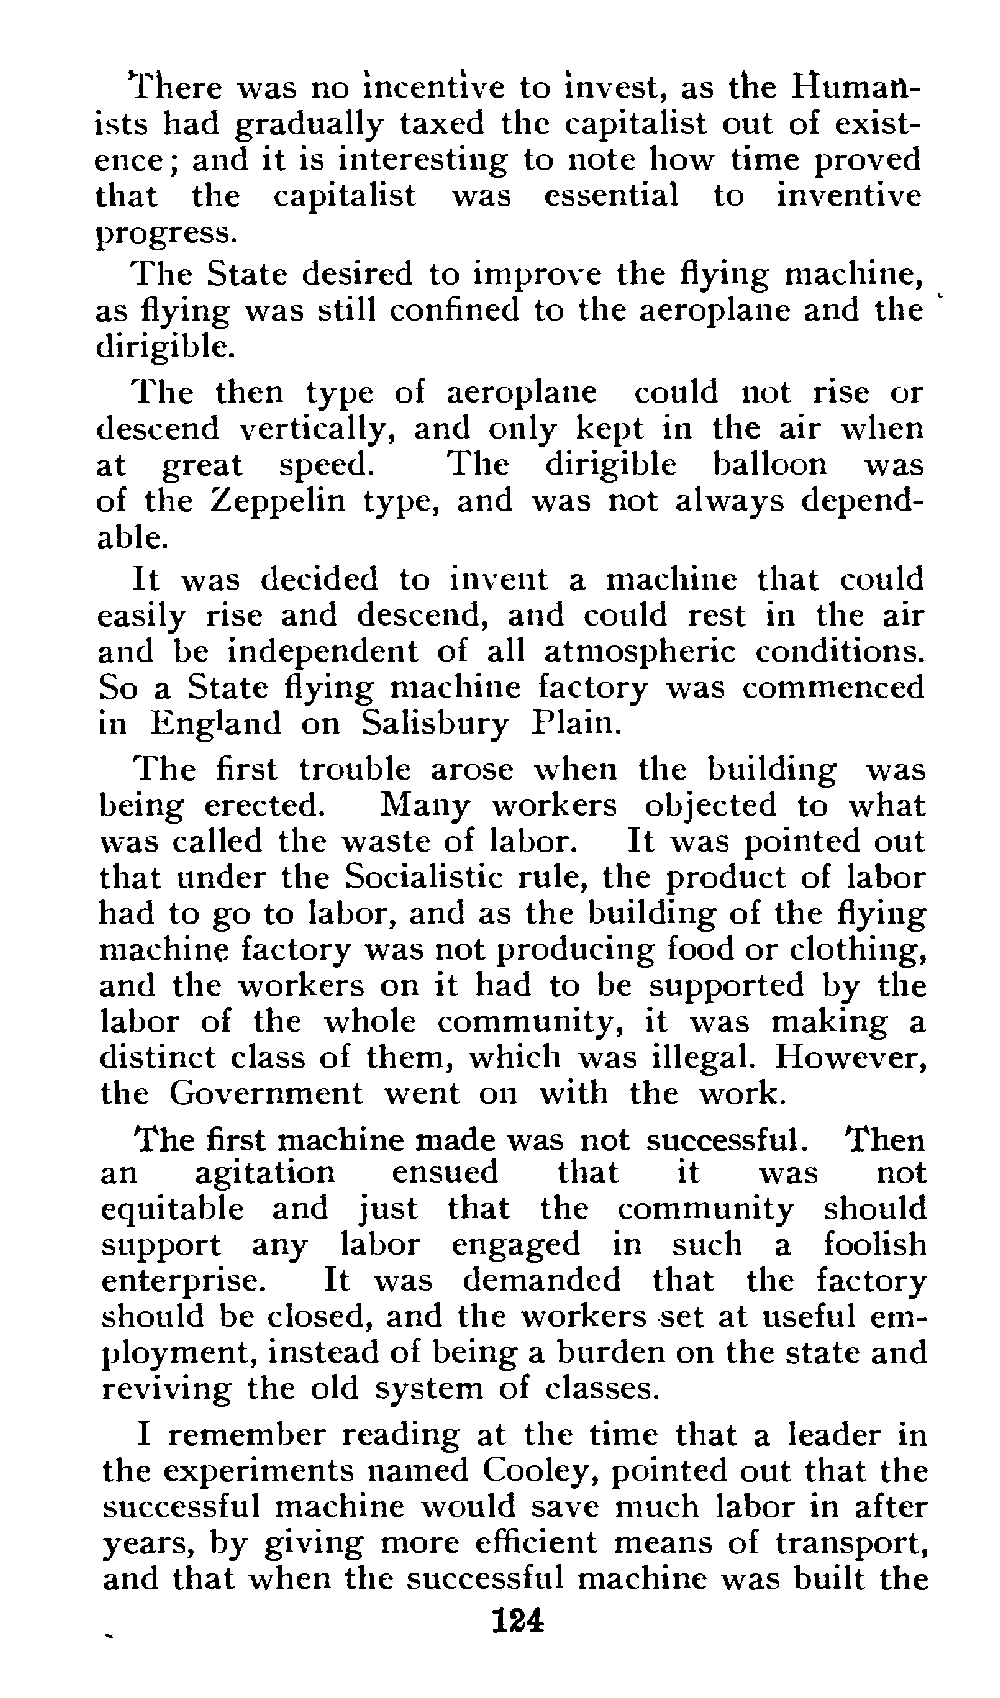 There was no incentive to invest, as the Human-
ists had gradually taxed the capitalist out of exist-
ence; and it is interesting to note how time proved
that the capitalist was essential to inventive
progress.
The State desired to improve the flying machine,
as flying was still confined to the aeroplane and the
dirigible.
The then type of aeroplane could not rise or
descend vertically, and only kept in the air when
at great speed. The dirigible balloon was
of the Zeppelin type, and was not always depend-
able.
It was decided to invent a machine that could
easily rise and descend, and could rest in the air
and be independent of all atmospheric conditions.
So a State flying machine factory was commenced
in England on Salisbury Plain.
The first trouble arose when the building was
being erected. Many workers objected to what
was called the waste of labor. It was pointed out
that under the Socialistic rule, the product of labor
had to go to labor, and as the building of the flying
machine factory was not producing food or clothing,
and the workers on it had to be supported by the
labor of the whole community, it was making a
distinct class of them, which was illegal. However,
the Government went on with the work.
The first machine made was not successful. Then
an agitation ensued that it was not
equitable and just that the community should
support any labor engaged in such a foolish
enterprise. It was demanded that the factory
should be closed, and the workers set at useful em-
ployment, instead of being a burden on the state and
reviving the old system of classes.
I remember reading at the time that a leader in
the experiments named Cooley, pointed out that the
successful machine would save much labor in after
years, by giving more efficient means of transport,
and that when the successful machine was built the
124